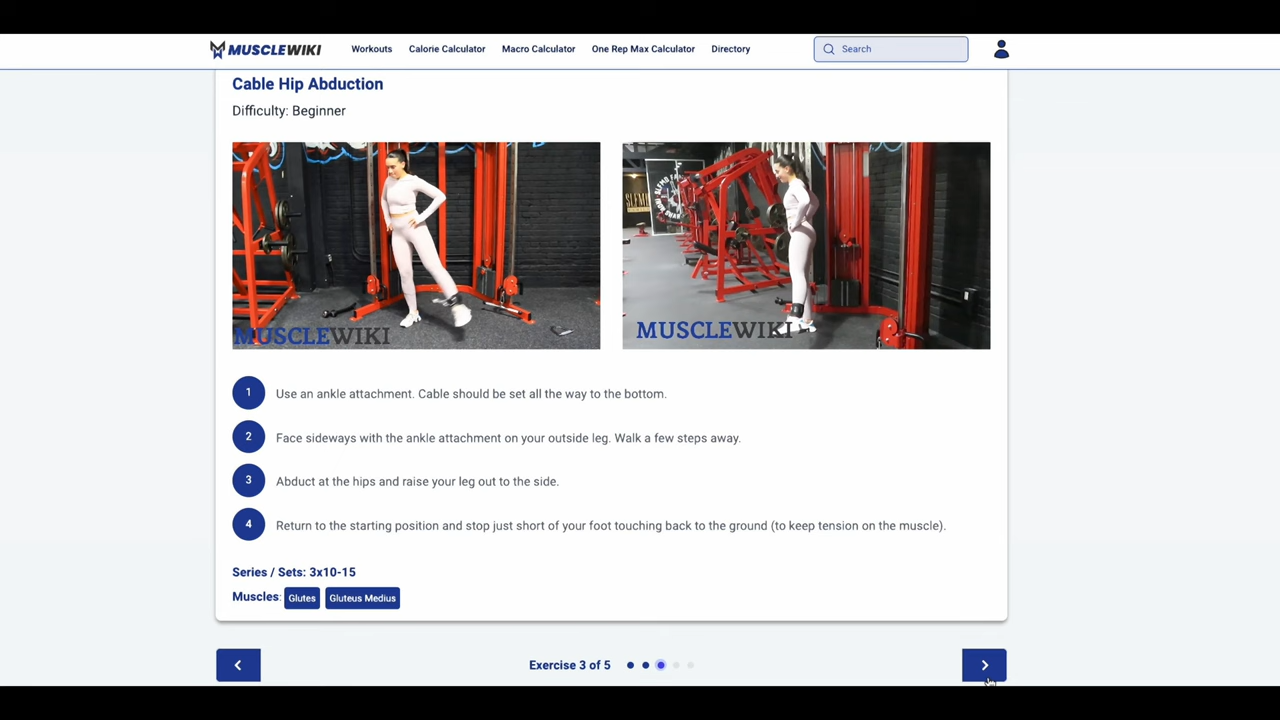 MUSCLEWIKI Workouts Calorie Calculator Macro Calculator One Rep Max Calculator Directory Search
Cable Hip Abduction
Difficulty: Beginner
MUSCLEWIKI MUSCLEWIKI
1 Use an ankle attachment. Cable should be set all the way to the bottom.
2 Face sideways with the ankle attachment on your outside leg. Walk a few steps away.
3 Abduct at the hips and raise your leg out to the side.
4 Return to the starting position and stop just short of your foot touching back to the ground (to keep tension on the muscle).
Series / Sets: 3x10-15
Muscles: Glutes Gluteus Medius
Exercise 3 of 5